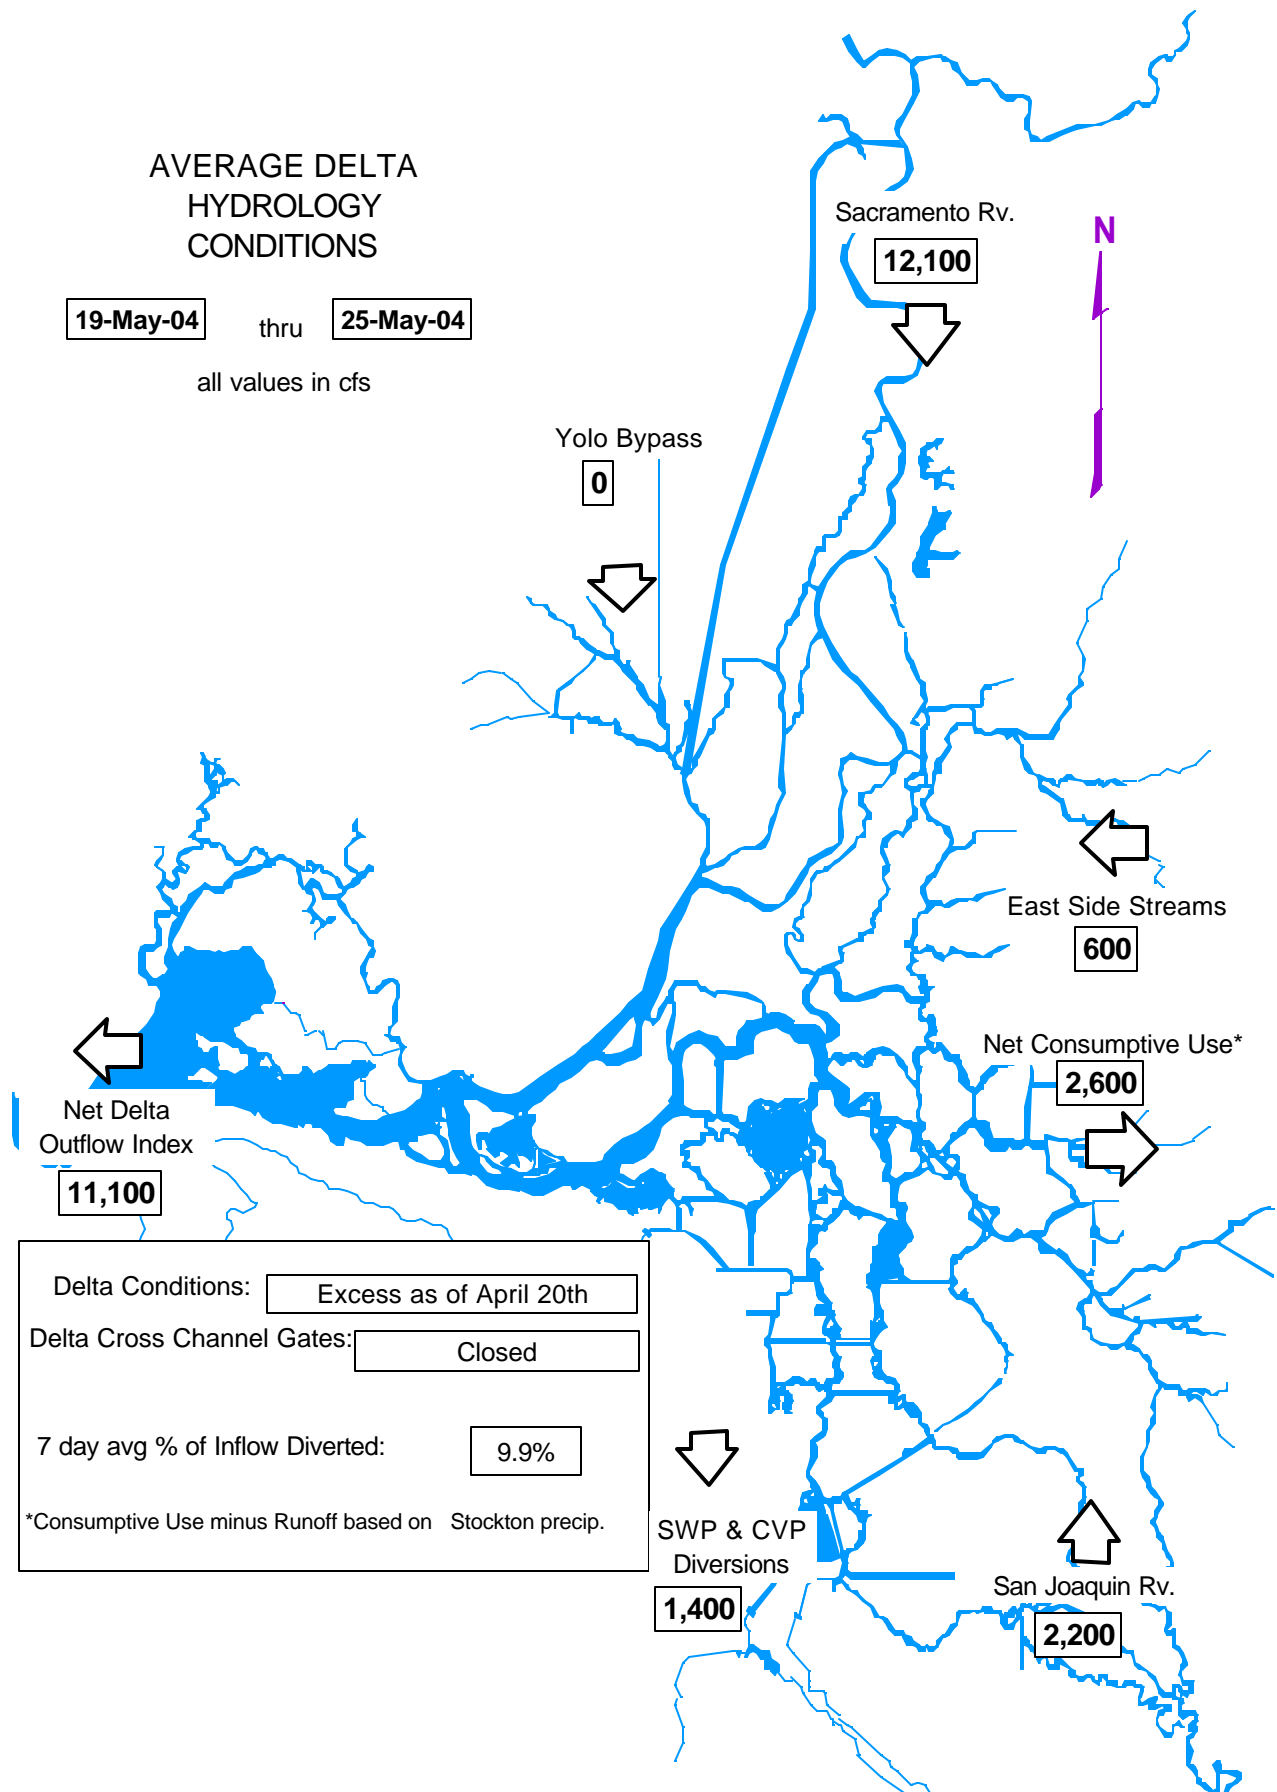 AVERAGE DELTA
HYDROLOGY
CONDITIONS
19-May-04 thru 25-May-04
all values in cfs
Sacramento Rv.
12,100
N
Yolo Bypass
0
East Side Streams
600
Net Consumptive Use*
2,600
Net Delta
Outflow Index
11,100
Delta Conditions: Excess as of April 20th
Delta Cross Channel Gates: Closed
7 day avg % of Inflow Diverted: 9.9%
*Consumptive Use minus Runoff based on Stockton precip.
SWP & CVP
Diversions
1,400
San Joaquin Rv.
2,200